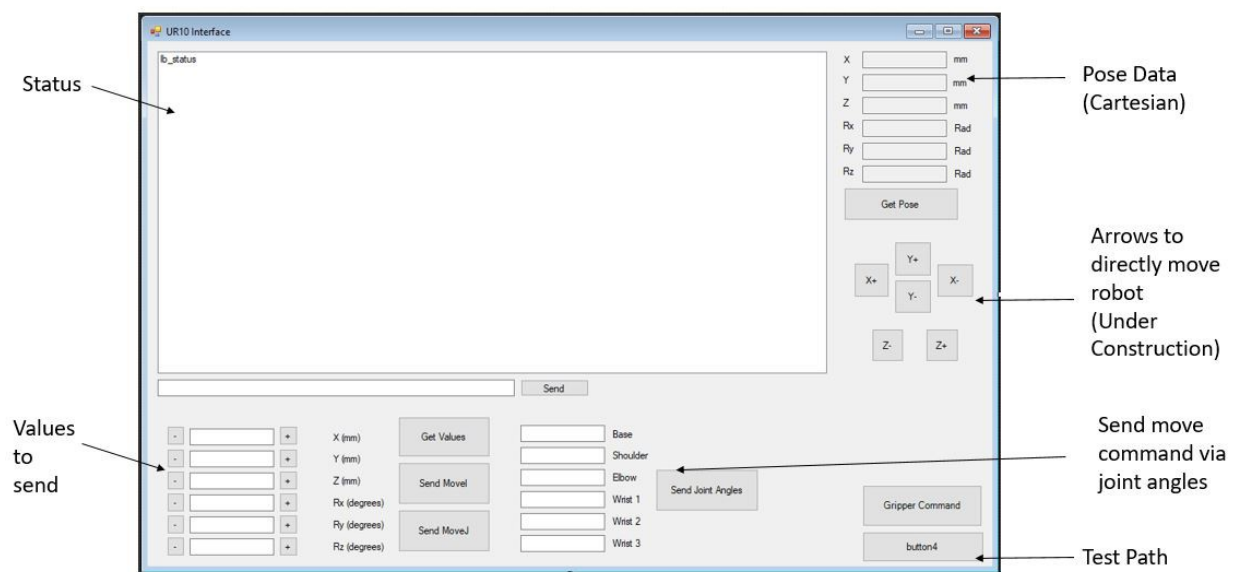 UR10 Interface
lb_status
Status
X mm
Y mm
Z mm
Rx Rad
Ry Rad
Rz Rad
Get Pose
Pose Data
(Cartesian)
Y+
X+ X-
Y-
Z- Z+
Arrows to
directly move
robot
(Under
Construction)
Send
Values
to
send
- + X (mm)
- + Y (mm)
- + Z (mm)
- + Rx (degrees)
- + Ry (degrees)
- + Rz (degrees)
Get Values
Send Movel
Send MoveJ
Base
Shoulder
Elbow
Wrist 1
Wrist 2
Wrist 3
Send Joint Angles
Send move
command via
joint angles
Gripper Command
button4
Test Path